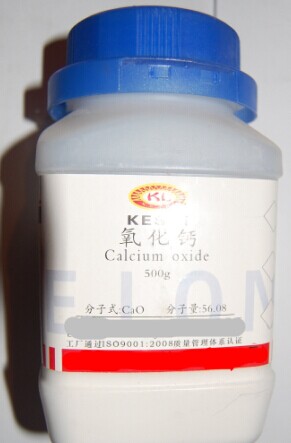 KL
氧化钙
Calcium oxide
500g
分子式:CaO 分子量:56.08
工厂通过ISO9001:2008质量管理体系认证